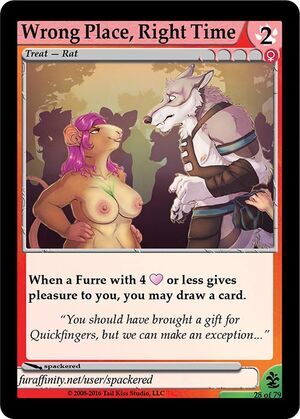 Wrong Place, Right Time
2
Treat — Rat
When a Furre with 4 or less gives
pleasure to you, you may draw a card.
"You should have brought a gift for
Quickfingers, but we can make an exception..."
spackered
© 2008-2016 Tail Kiss Studio, LLC
furaffinity.net/user/spackered
28 of 79